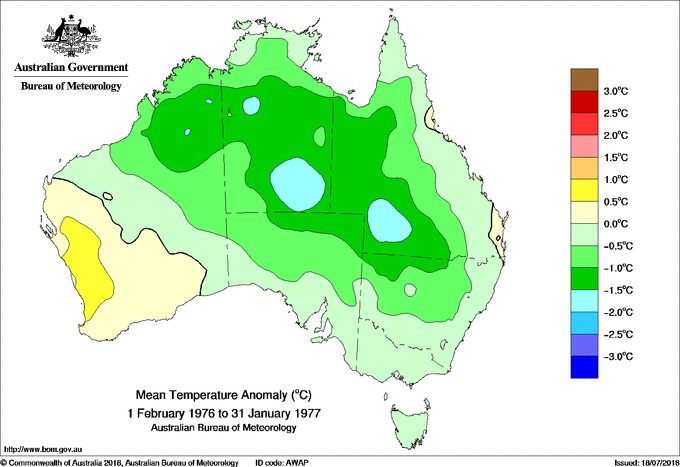 Australian Government
Bureau of Meteorology
3.0°C
2.5°C
2.0°C
1.5°C
1.0°C
0.5°C
0.0°C
−0.5°C
−1.0°C
−1.5°C
−2.0°C
−2.5°C
−3.0°C
Mean Temperature Anomaly (°C)
1 February 1976 to 31 January 1977
Australian Bureau of Meteorology
http://www.bom.gov.au
© Commonwealth of Australia 2018, Australian Bureau of Meteorology ID code: AWAP Issued: 18/07/2018